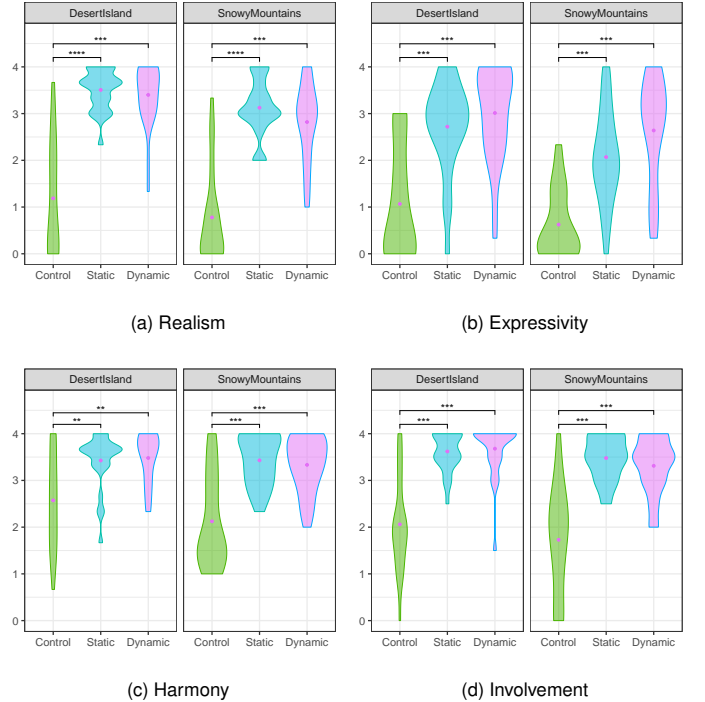 DesertIsland SnowyMountains
*** ***
**** ****
4
3
2
1
0
Control Static Dynamic Control Static Dynamic
(a) Realism
DesertIsland SnowyMountains
*** ***
*** ***
4
3
2
1
0
Control Static Dynamic Control Static Dynamic
(b) Expressivity
DesertIsland SnowyMountains
** ***
** ***
4
3
2
1
0
Control Static Dynamic Control Static Dynamic
(c) Harmony
DesertIsland SnowyMountains
*** ***
*** ***
4
3
2
1
0
Control Static Dynamic Control Static Dynamic
(d) Involvement